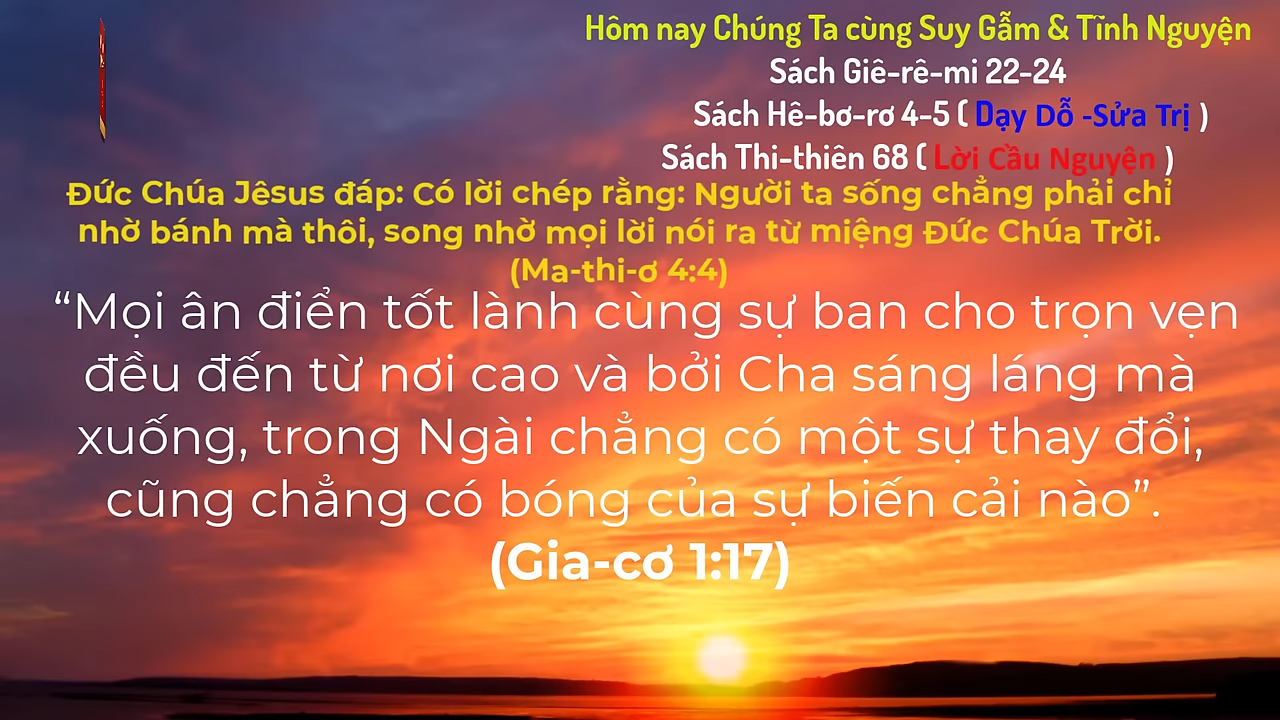 Hôm nay Chúng Ta cùng Suy Gẫm & Tĩnh Nguyện
Sách Giê-rê-mi 22-24
Sách Hê-bơ-rơ 4-5 ( Dạy Dỗ -Sửa Trị )
Sách Thi-thiên 68 ( Lời Cầu Nguyện )
Đức Chúa Jêsus đáp: Có lời chép rằng: Người ta sống chẳng phải chỉ
nhờ bánh mà thôi, song nhờ mọi lời nói ra từ miệng Đức Chúa Trời.
(Ma-thi-ơ 4:4)
“Mọi ân điển tốt lành cùng sự ban cho trọn vẹn
đều đến từ nơi cao và bởi Cha sáng láng mà
xuống, trong Ngài chẳng có một sự thay đổi,
cũng chẳng có bóng của sự biến cải nào”.
(Gia-cơ 1:17)